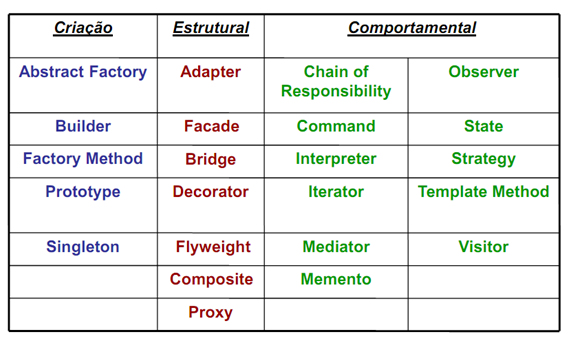 Criação Estrutural Comportamental
Abstract Factory Adapter Chain of Responsibility Observer
Builder Facade Command State
Factory Method Bridge Interpreter Strategy
Prototype Decorator Iterator Template Method
Singleton Flyweight Mediator Visitor
Composite Memento
Proxy